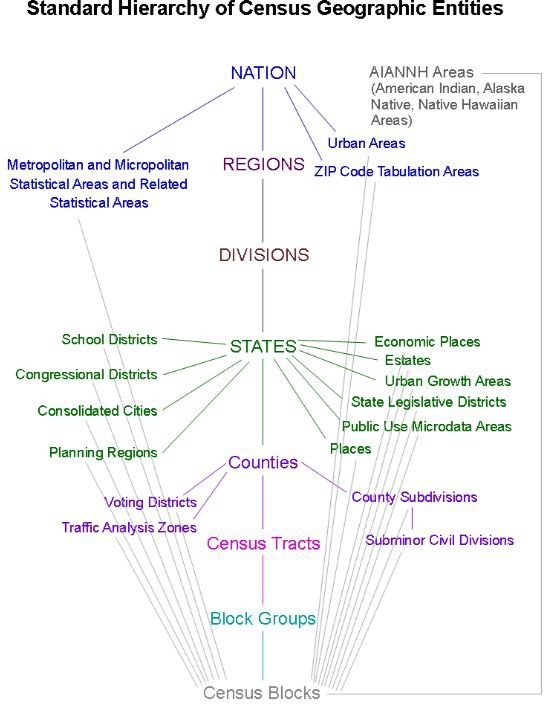 Standard Hierarchy of Census Geographic Entities
NATION
AIANNH Areas
(American Indian, Alaska
Native, Native Hawaiian
Areas)
Urban Areas
Metropolitan and Micropolitan
Statistical Areas and Related
Statistical Areas
REGIONS
ZIP Code Tabulation Areas
DIVISIONS
School Districts
STATES
Economic Places
Estates
Congressional Districts
Urban Growth Areas
State Legislative Districts
Consolidated Cities
Public Use Microdata Areas
Planning Regions
Places
Counties
Voting Districts
County Subdivisions
Traffic Analysis Zones
Census Tracts
Subminor Civil Divisions
Block Groups
Census Blocks